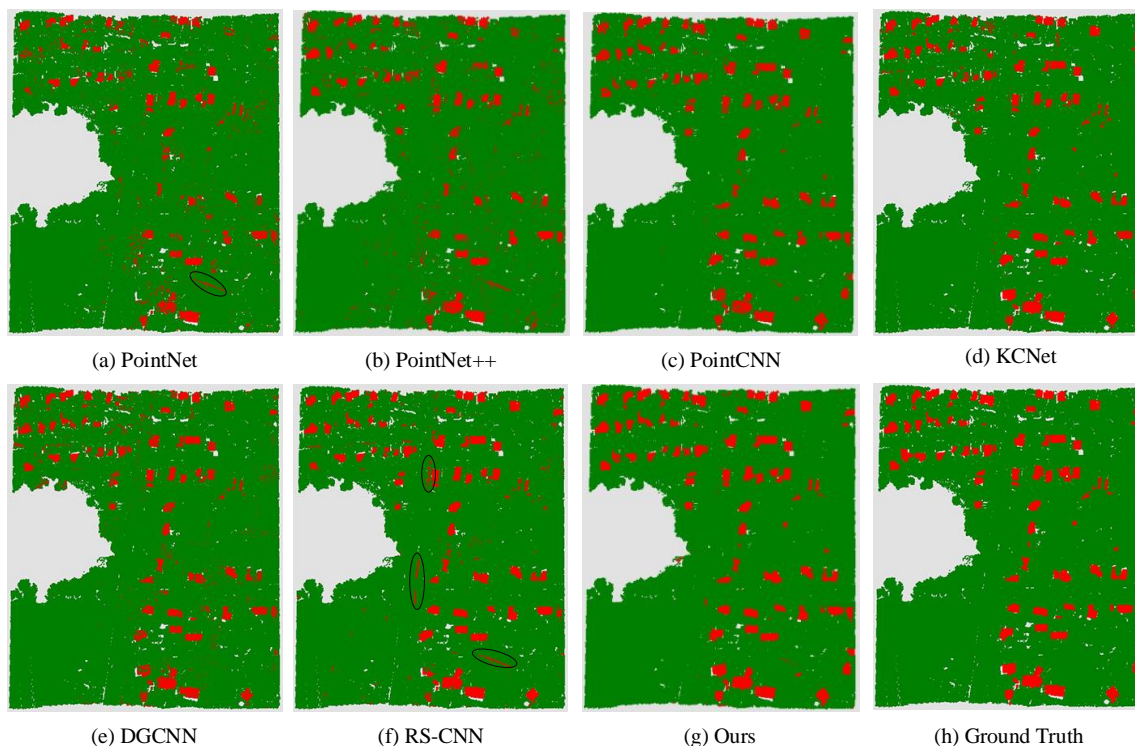 (a) PointNet
(b) PointNet++
(c) PointCNN
(d) KCNet
(e) DGCNN
(f) RS-CNN
(g) Ours
(h) Ground Truth